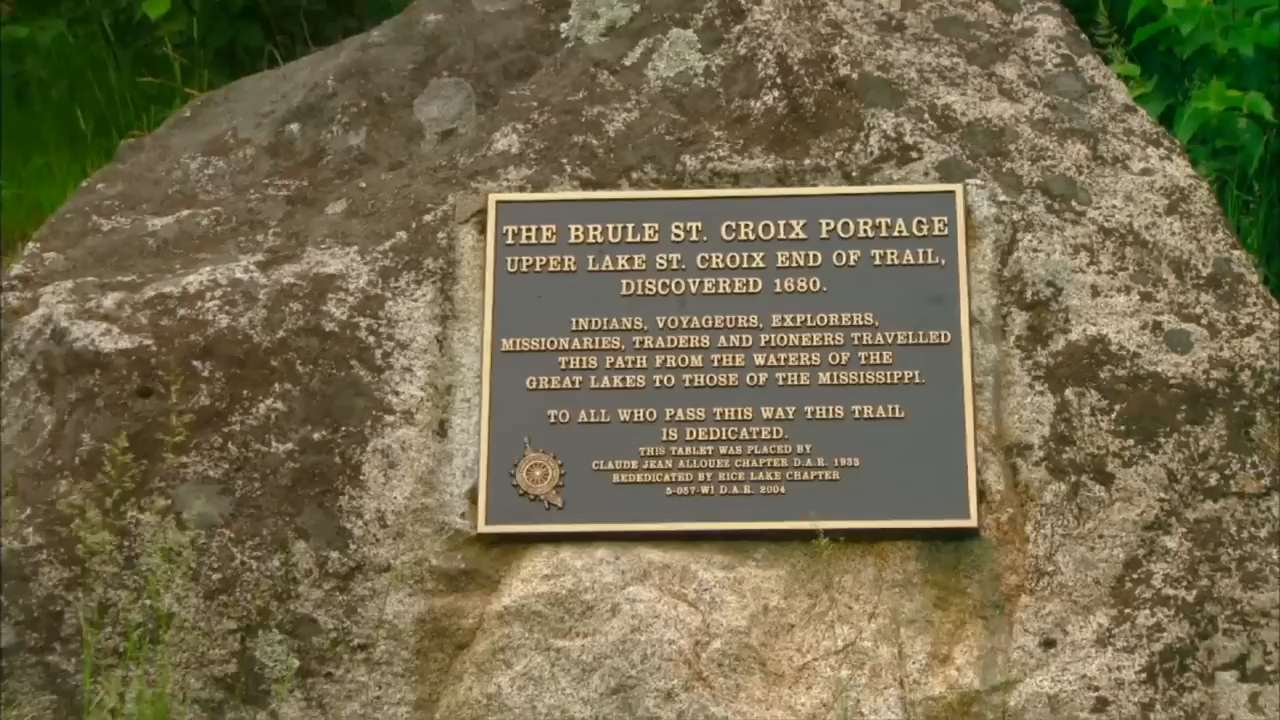 THE BRULE ST. CROIX PORTAGE
UPPER LAKE ST. CROIX END OF TRAIL,
DISCOVERED 1680.
INDIANS, VOYAGEURS, EXPLORERS,
MISSIONARIES, TRADERS AND PIONEERS TRAVELLED
THIS PATH FROM THE WATERS OF THE
GREAT LAKES TO THOSE OF THE MISSISSIPPI.
TO ALL WHO PASS THIS WAY THIS TRAIL
IS DEDICATED.
THIS TABLET WAS PLACED BY
CLAUDE JEAN ALLOUEZ CHAPTER D.A.R. 1933
REDEDICATED BY RICE LAKE CHAPTER
5-057-WI D.A.R. 2004